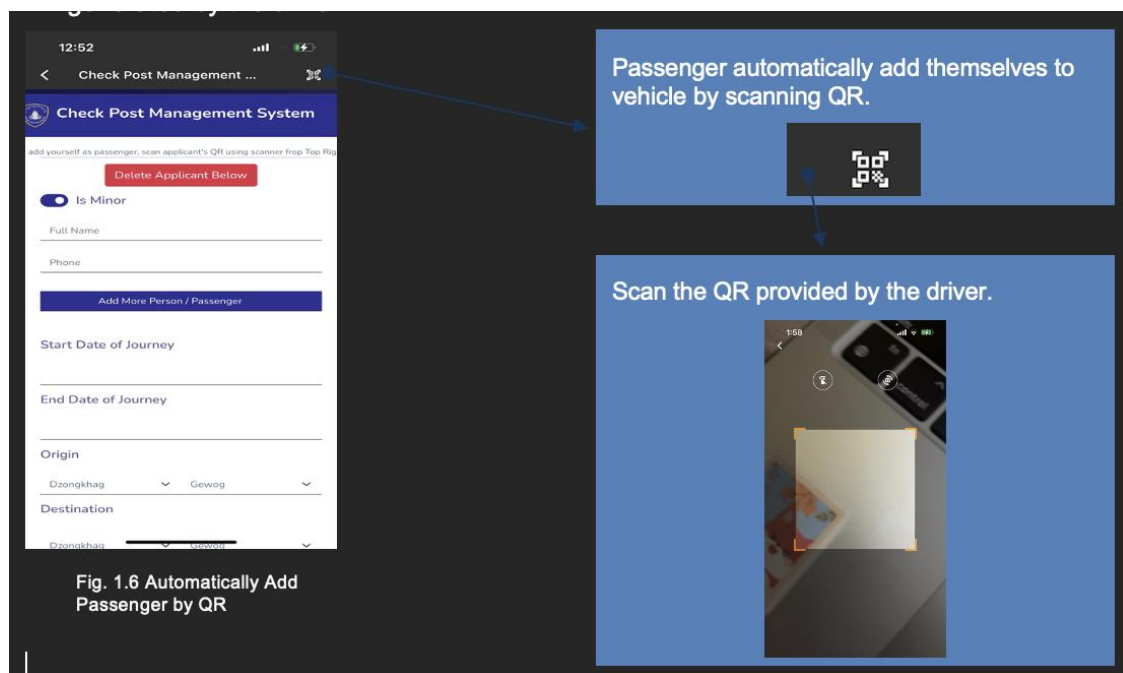 12:52
Check Post Management ...
Check Post Management System
add yourself as passenger, scan applicant's QR using scanner frop Top Rig
Delete Applicant Below
Is Minor
Full Name
Phone
Add More Person / Passenger
Start Date of Journey
End Date of Journey
Origin
Dzongkhag Gewog
Destination
Dzongkhag Gewog
Fig. 1.6 Automatically Add
Passenger by QR
Passenger automatically add themselves to
vehicle by scanning QR.
Scan the QR provided by the driver.
1:58
control